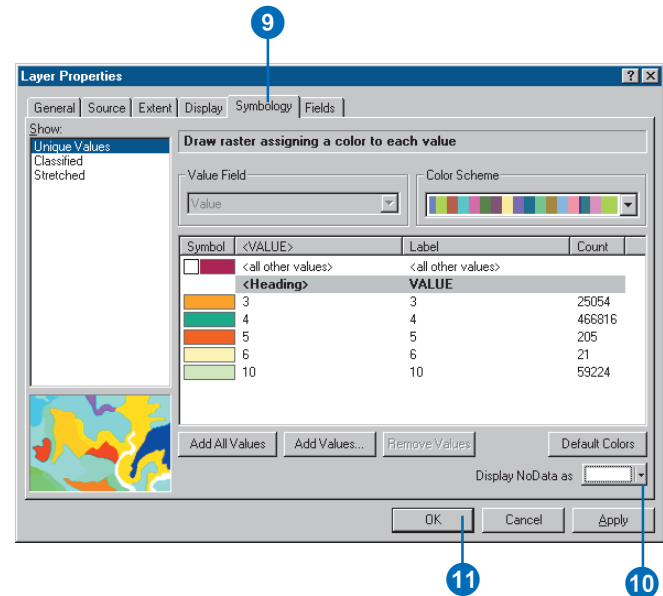 9
Layer Properties
General Source Extent Display Symbology Fields
Show:
Unique Values
Classified
Stretched
Draw raster assigning a color to each value
Value Field
Value
Color Scheme
Symbol <VALUE> Label Count
<all other values> <all other values>
<Heading> VALUE
3 3 25054
4 4 466816
5 5 205
6 6 21
10 10 59224
Add All Values Add Values... Remove Values Default Colors
Display NoData as
OK Cancel Apply
11 10